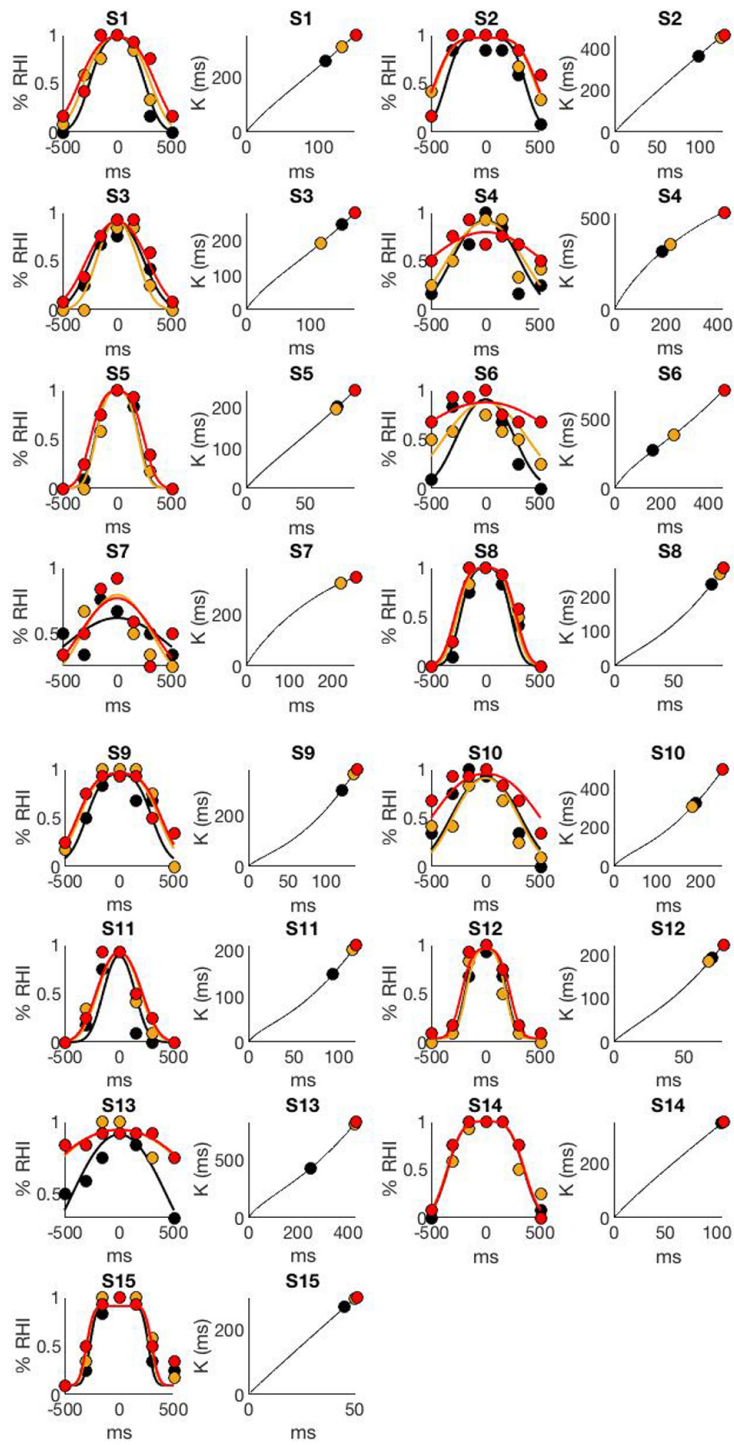 S1 S1 S2 S2
% RHI 1 0.5 0 -500 0 500 ms
K (ms) 200 0 0 100 ms
% RHI 1 0.5 0 -500 0 500 ms
K (ms) 400 200 0 0 50 100 ms
S3 S3 S4 S4
% RHI 1 0.5 0 -500 0 500 ms
K (ms) 200 100 0 0 100 ms
% RHI 1 0.5 0 -500 0 500 ms
K (ms) 500 0 0 200 400 ms
S5 S5 S6 S6
% RHI 1 0.5 0 -500 0 500 ms
K (ms) 200 100 0 0 50 ms
% RHI 1 0.5 0 -500 0 500 ms
K (ms) 500 0 0 200 400 ms
S7 S7 S8 S8
% RHI 1 0.5 -500 0 500 ms
K (ms) 200 0 0 100 200 ms
% RHI 1 0.5 0 -500 0 500 ms
K (ms) 200 100 0 0 50 ms
S9 S9 S10 S10
% RHI 1 0.5 0 -500 0 500 ms
K (ms) 200 0 0 50 100 ms
% RHI 1 0.5 0 -500 0 500 ms
K (ms) 400 200 0 0 100 200 ms
S11 S11 S12 S12
% RHI 1 0.5 0 -500 0 500 ms
K (ms) 200 100 0 0 50 100 ms
% RHI 1 0.5 0 -500 0 500 ms
K (ms) 200 100 0 0 50 ms
S13 S13 S14 S14
% RHI 1 0.5 -500 0 500 ms
K (ms) 500 0 0 200 400 ms
% RHI 1 0.5 0 -500 0 500 ms
K (ms) 200 0 0 50 100 ms
S15 S15
% RHI 1 0.5 0 -500 0 500 ms
K (ms) 200 0 0 50 ms